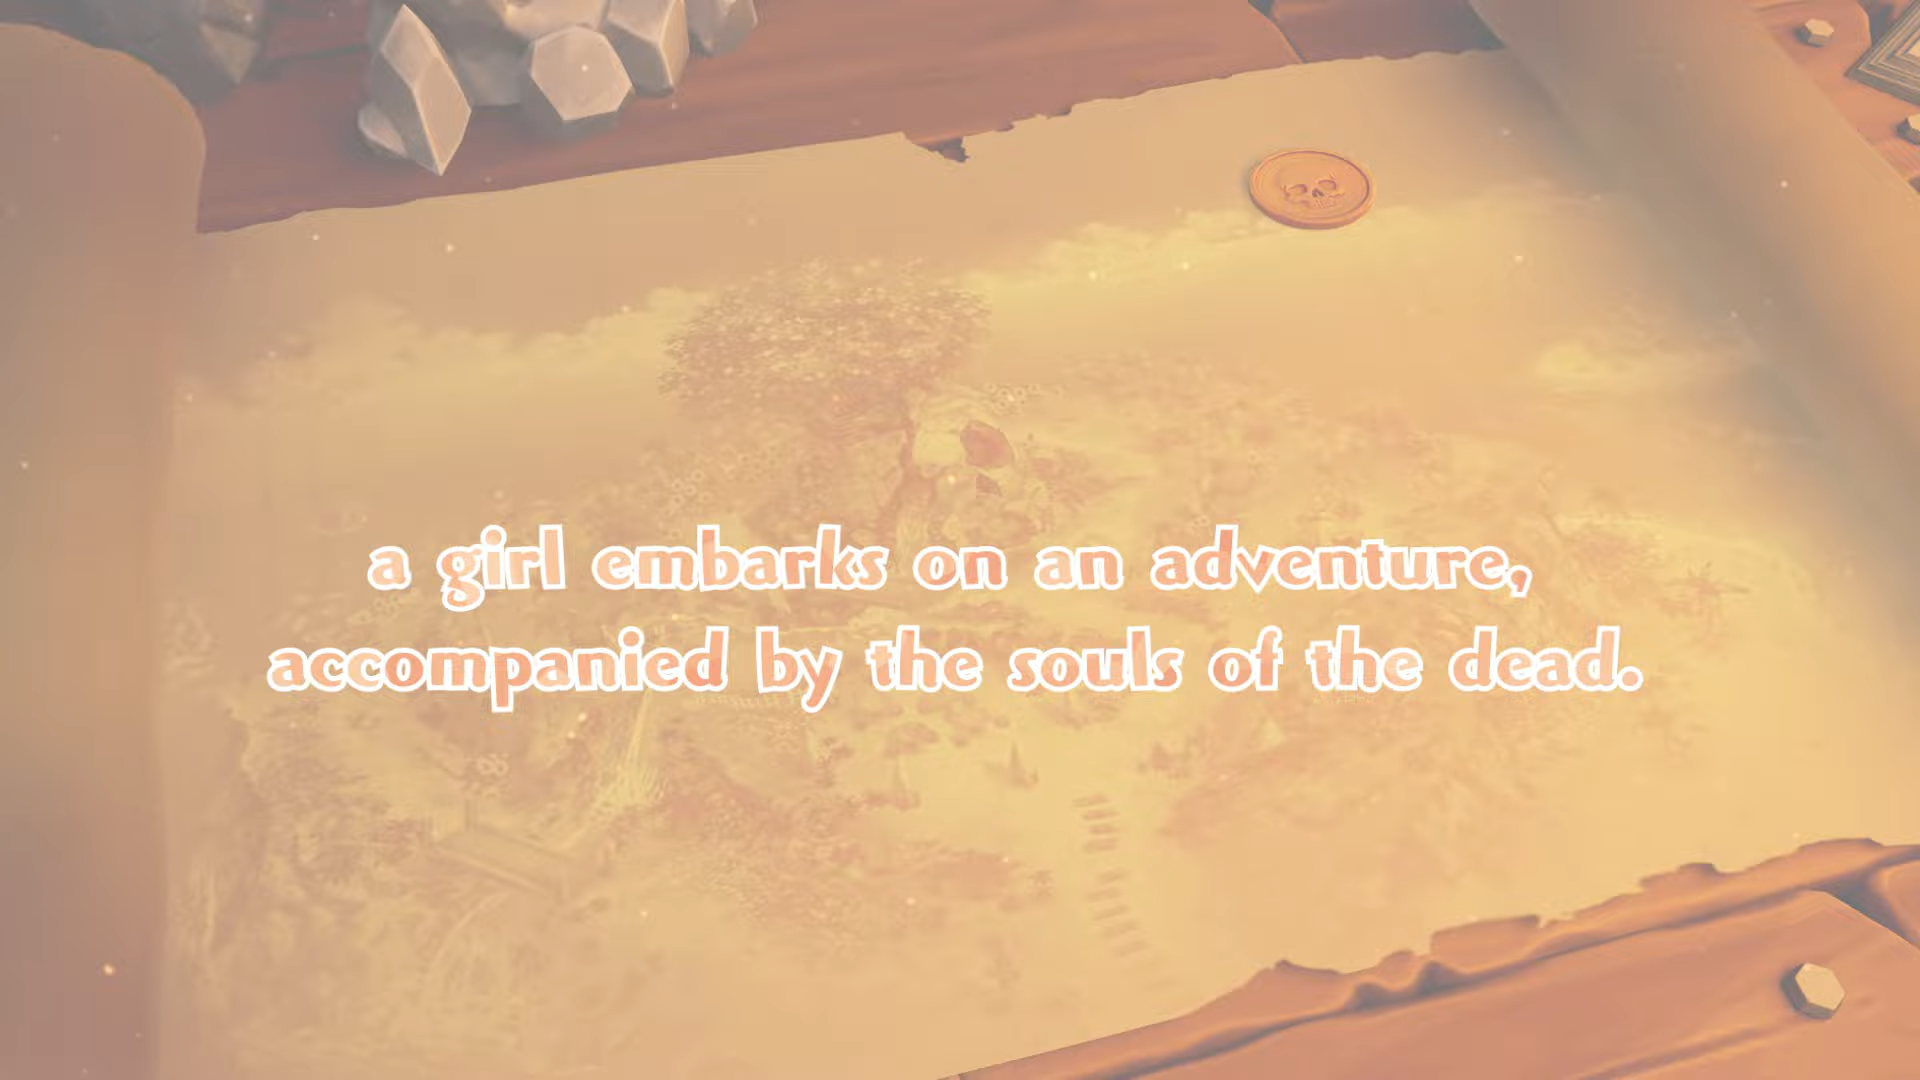 a girl embarks on an adventure,
accompanied by the souls of the dead.